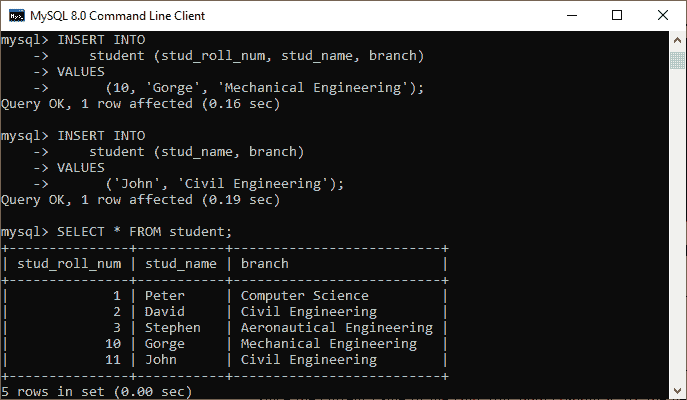 MySQL 8.0 Command Line Client
mysql> INSERT INTO
    ->     student (stud_roll_num, stud_name, branch)
    -> VALUES
    ->       (10, 'Gorge', 'Mechanical Engineering');
Query OK, 1 row affected (0.16 sec)
mysql> INSERT INTO
    ->     student (stud_name, branch)
    -> VALUES
    ->       ('John', 'Civil Engineering');
Query OK, 1 row affected (0.19 sec)
mysql> SELECT * FROM student;
+---------------+-----------+--------------------------+
| stud_roll_num | stud_name | branch                   |
+---------------+-----------+--------------------------+
|             1 | Peter     | Computer Science         |
|             2 | David     | Civil Engineering        |
|             3 | Stephen   | Aeronautical Engineering |
|            10 | Gorge     | Mechanical Engineering   |
|            11 | John      | Civil Engineering        |
+---------------+-----------+--------------------------+
5 rows in set (0.00 sec)